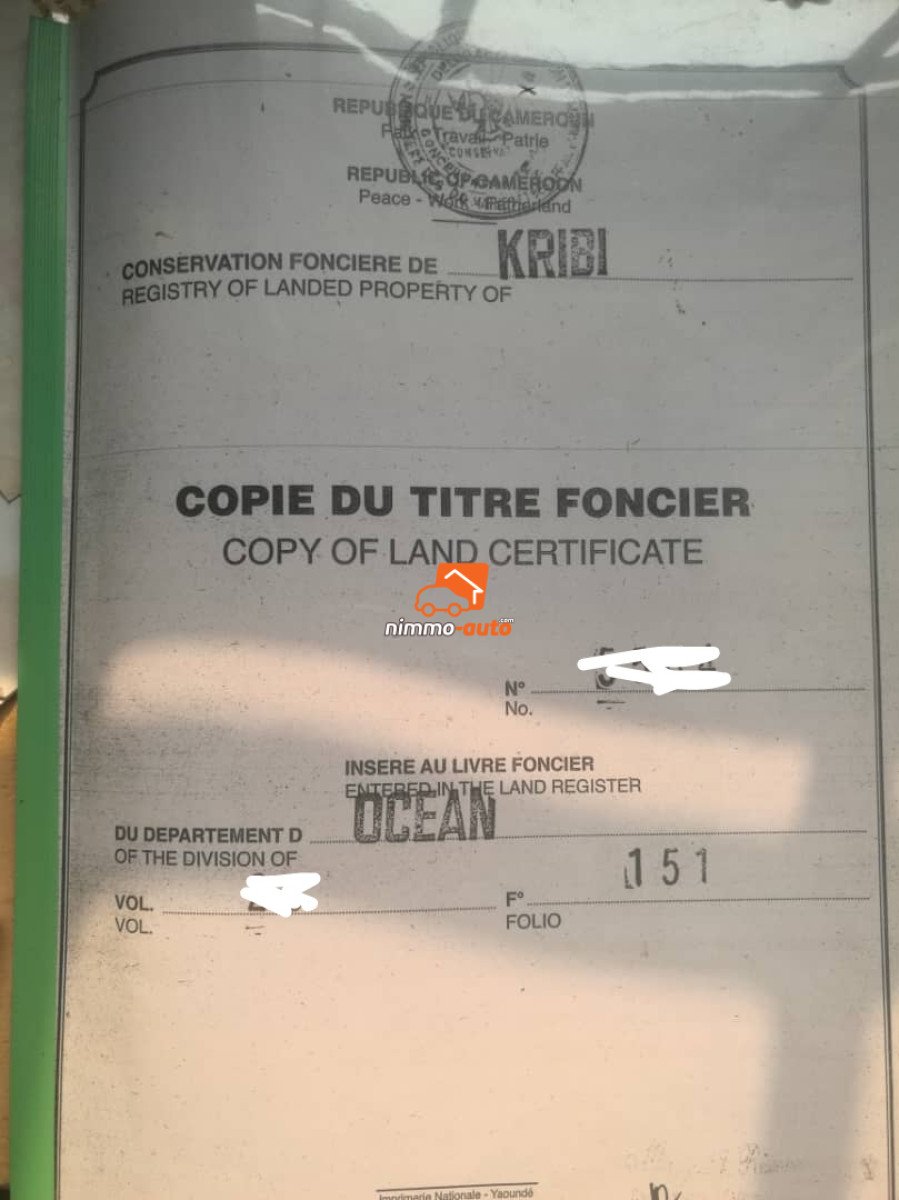 REPUBLIQUE DU CAMEROUN
Paix - Travail - Patrie
REPUBLIC OF CAMEROON
Peace - Work - Fatherland
CONSERVATION FONCIERE DE KRIBI
REGISTRY OF LANDED PROPERTY OF
COPIE DU TITRE FONCIER
COPY OF LAND CERTIFICATE
nimmo-auto.com
N° 5
No.
INSERE AU LIVRE FONCIER
ENTERED IN THE LAND REGISTER
DU DEPARTEMENT D OCEAN
OF THE DIVISION OF
VOL. F° 151
VOL. FOLIO
Imprimerie Nationale - Yaoundé